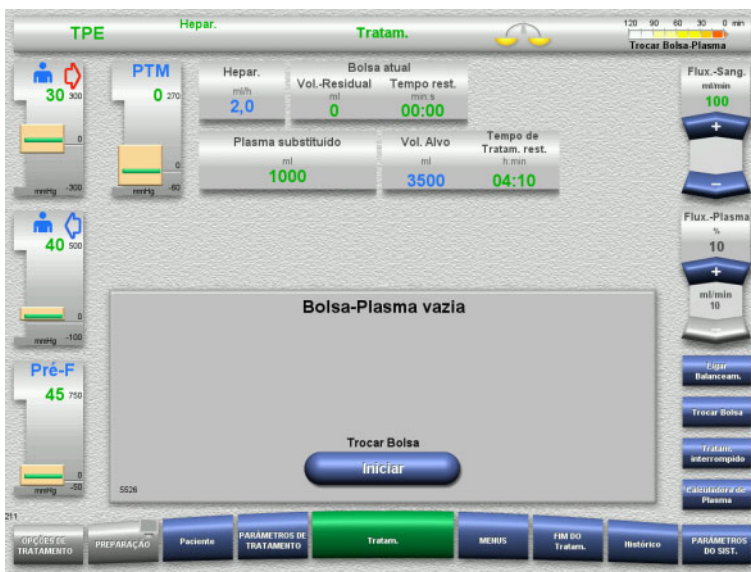 TPE
Hepar.
Tratam.
120 90 60 30 0 min
Trocar Bolsa-Plasma
30 300
0
mmHg -300
PTM
0 270
0
mmHg -60
Hepar.
ml/h
2,0
Bolsa atual
Vol.-Residual Tempo rest.
ml min:s
0 00:00
Plasma substituido
ml
1000
Vol. Alvo Tempo de Tratam. rest.
ml h:min
3500 04:10
Flux.-Sang.
ml/min
100
+
–
40 500
0
mmHg -100
Flux.-Plasma
%
10
+
ml/min
10
–
Pré-F
45 750
0
mmHg -50
Bolsa-Plasma vazia
Trocar Bolsa
Iniciar
5526
Ligar Balanceam.
Trocar Bolsa
Tratam. interrompido
Calculadora de Plasma
211
OPÇÕES DE TRATAMENTO
PREPARAÇÃO
Paciente
PARÂMETROS DE TRATAMENTO
Tratam.
MENUS
FIM DO Tratam.
Histórico
PARÂMETROS DO SIST.